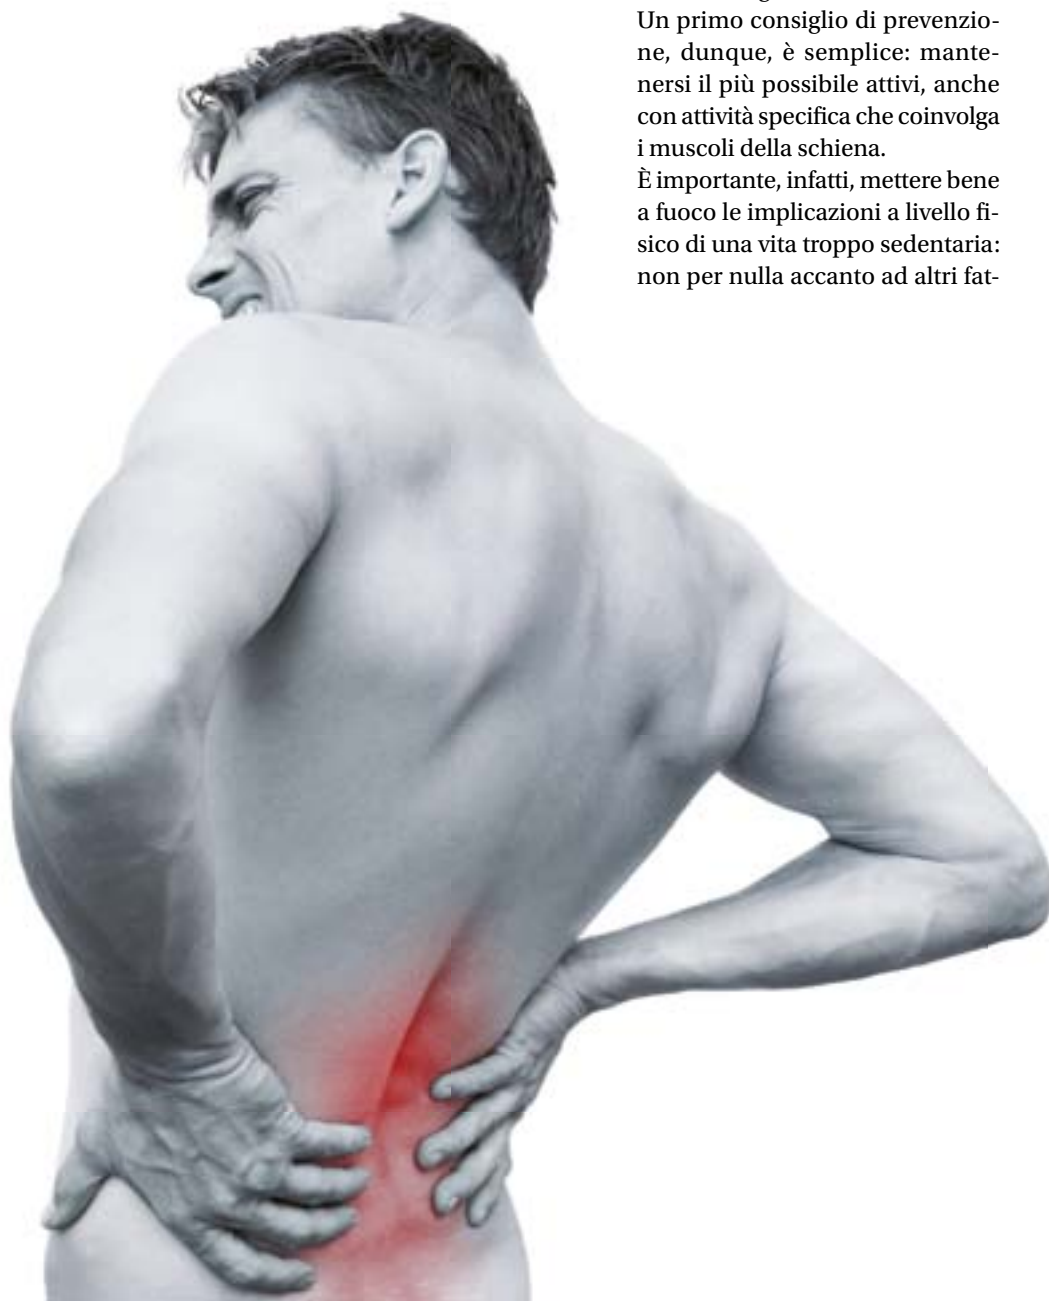 Un primo consiglio di prevenzio-
ne, dunque, è semplice: mante-
nersi il più possibile attivi, anche
con attività specifica che coinvolga
i muscoli della schiena.
È importante, infatti, mettere bene
a fuoco le implicazioni a livello fi-
sico di una vita troppo sedentaria:
non per nulla accanto ad altri fat-